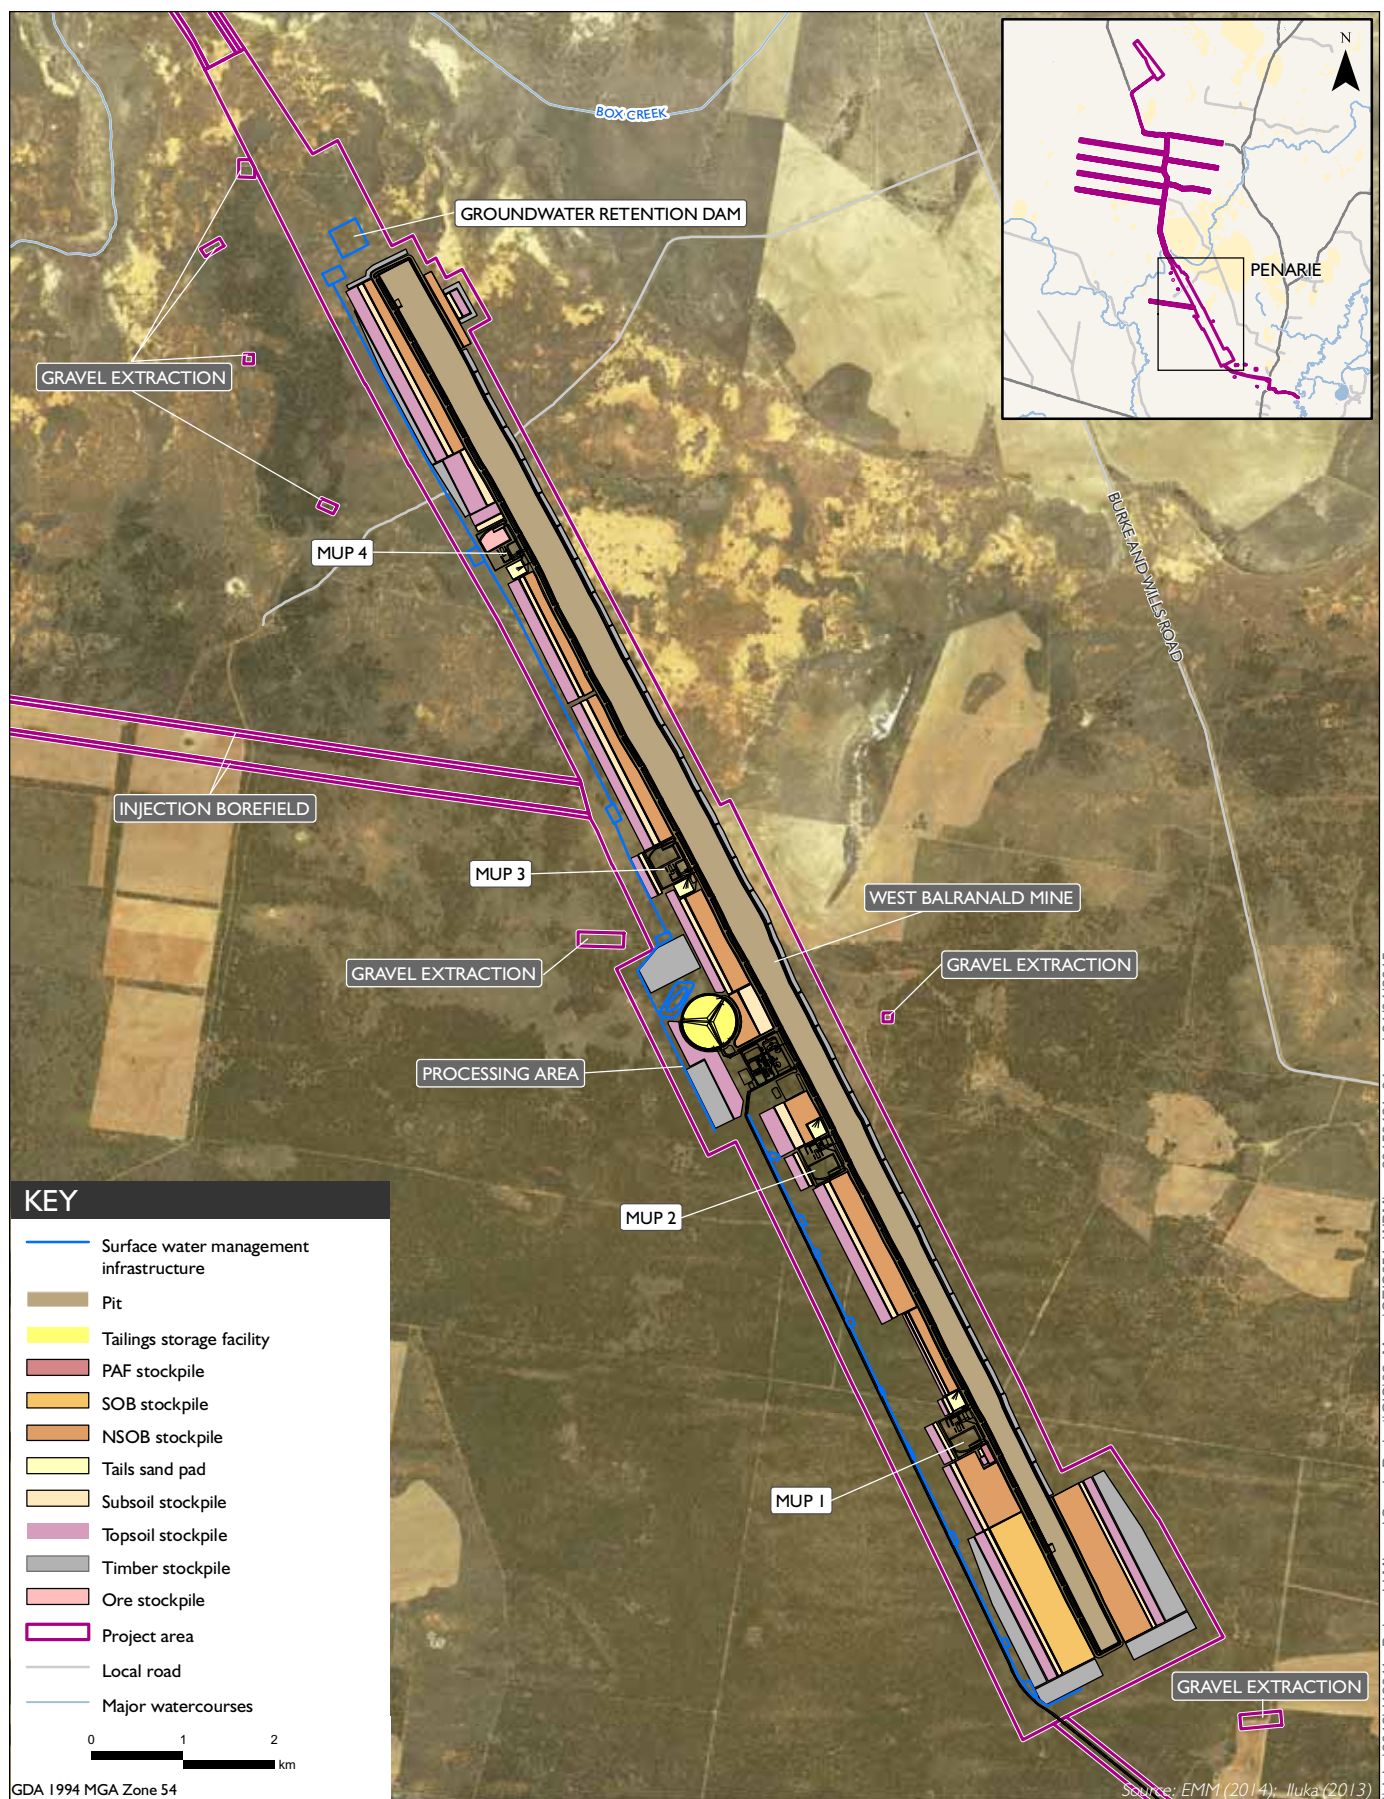 BOX CREEK
N
GROUNDWATER RETENTION DAM
PENARIE
GRAVEL EXTRACTION
BURKE AND WILLS ROAD
MUP 4
INJECTION BOREFIELD
MUP 3
WEST BALRANALD MINE
GRAVEL EXTRACTION
GRAVEL EXTRACTION
PROCESSING AREA
MUP 2
MUP 1
GRAVEL EXTRACTION
KEY
Surface water management
infrastructure
Pit
Tailings storage facility
PAF stockpile
SOB stockpile
NSOB stockpile
Tails sand pad
Subsoil stockpile
Topsoil stockpile
Timber stockpile
Ore stockpile
Project area
Local road
Major watercourses
0 1 2
km
GDA 1994 MGA Zone 54
Source: EMM (2014); Iluka (2013)